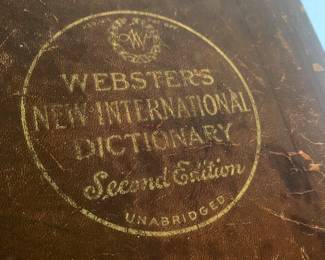 W
WEBSTER'S
NEW INTERNATIONAL
DICTIONARY
Second Edition
UNABRIDGED